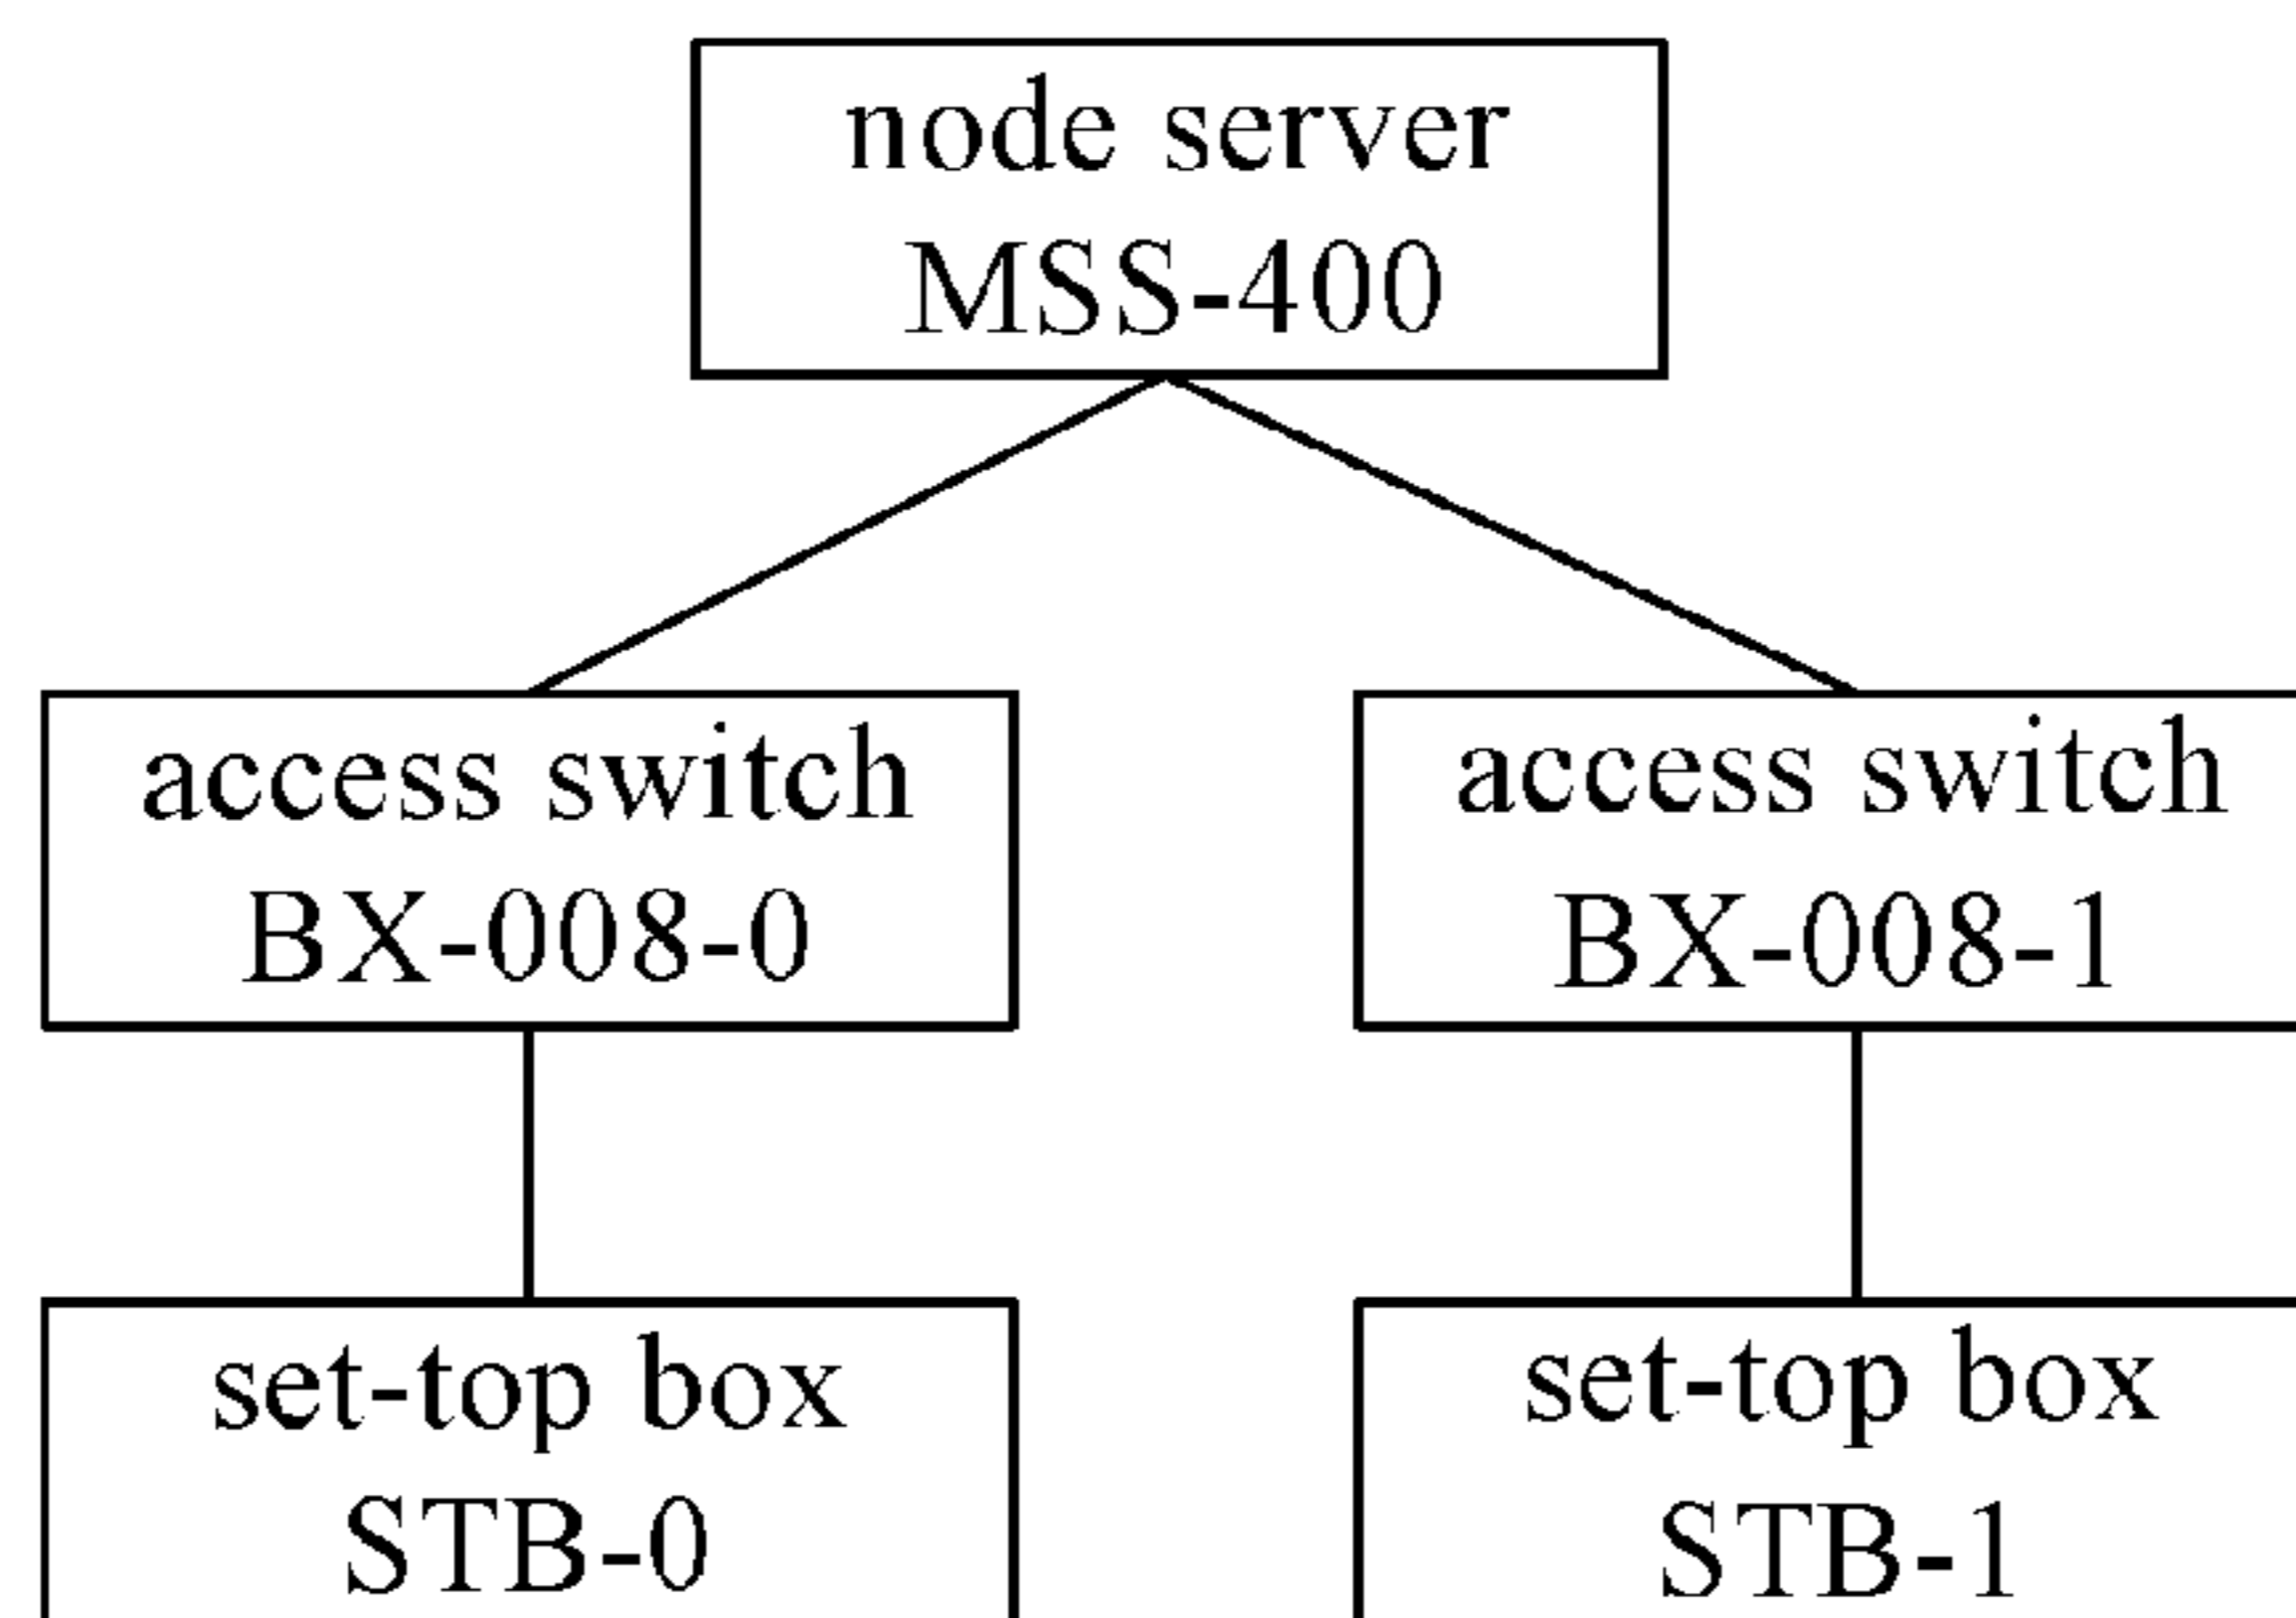 node server
MSS-400
access switch
BX-008-0
access switch
BX-008-1
set-top box
STB-0
set-top box
STB-1